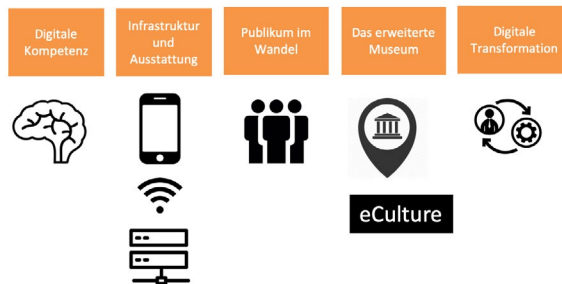 Digitale
Kompetenz
Infrastruktur
und
Ausstattung
Publikum im
Wandel
Das erweiterte
Museum
Digitale
Transformation
eCulture